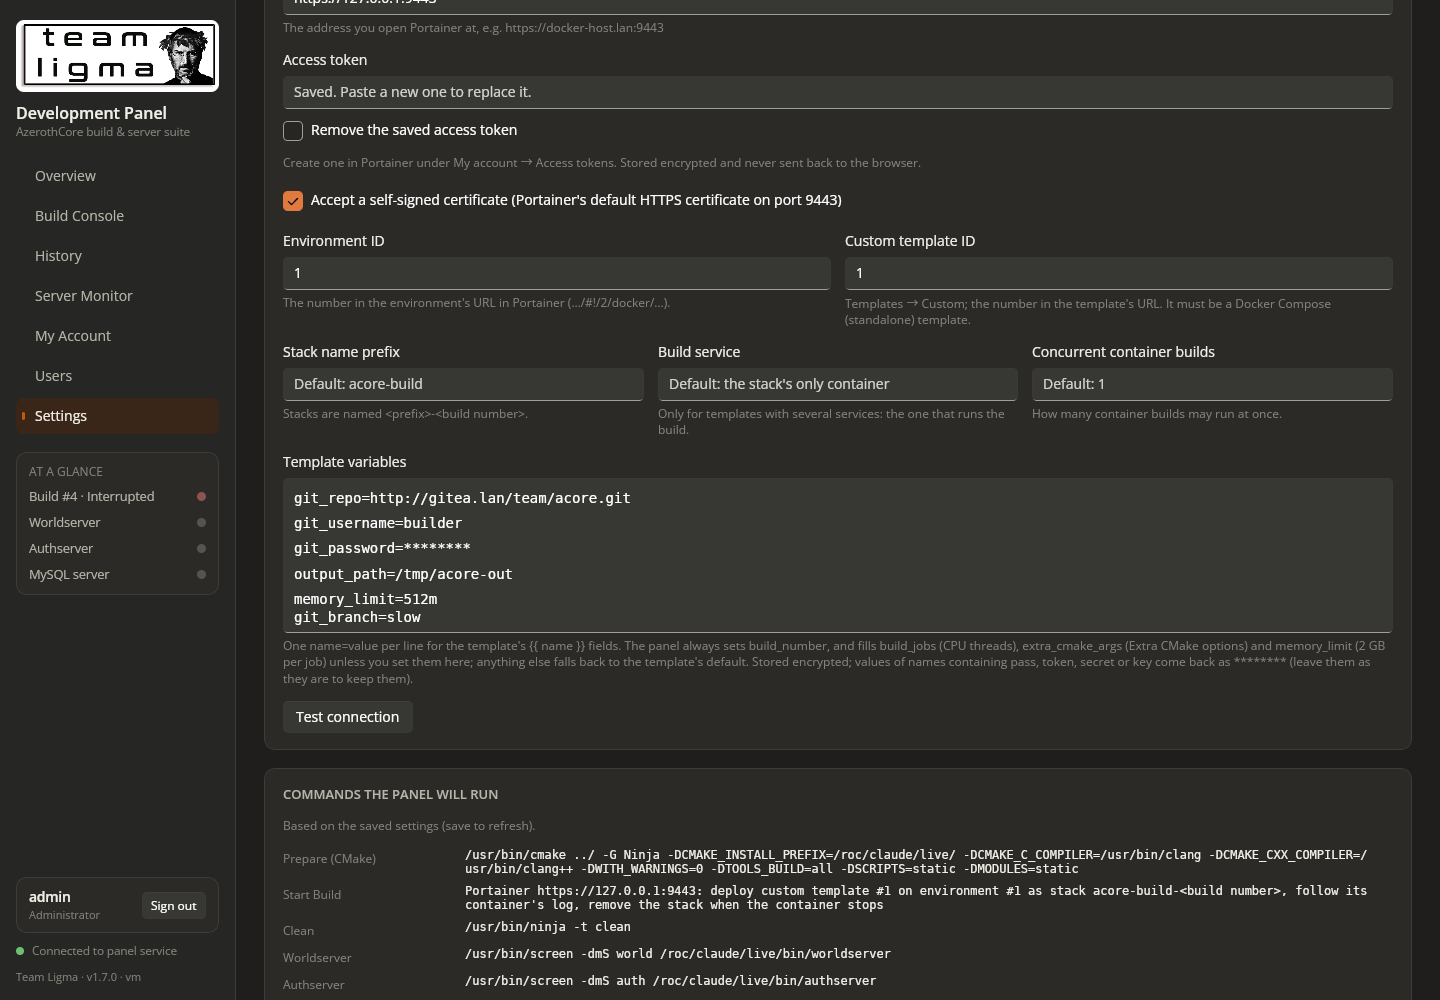 team
ligma
Development Panel
AzerothCore build & server suite
Overview
Build Console
History
Server Monitor
My Account
Users
Settings
AT A GLANCE
Build #4 · Interrupted
Worldserver
Authserver
MySQL server
admin
Administrator
Sign out
Connected to panel service
Team Ligma · v1.7.0 · vm
https://127.0.0.1:9443
The address you open Portainer at, e.g. https://docker-host.lan:9443
Access token
Saved. Paste a new one to replace it.
Remove the saved access token
Create one in Portainer under My account → Access tokens. Stored encrypted and never sent back to the browser.
Accept a self-signed certificate (Portainer's default HTTPS certificate on port 9443)
Environment ID
1
The number in the environment's URL in Portainer (.../#!/2/docker/...).
Custom template ID
1
Templates → Custom; the number in the template's URL. It must be a Docker Compose
(standalone) template.
Stack name prefix
Default: acore-build
Stacks are named <prefix>-<build number>.
Build service
Default: the stack's only container
Only for templates with several services: the one that runs the
build.
Concurrent container builds
Default: 1
How many container builds may run at once.
Template variables
git_repo=http://gitea.lan/team/acore.git
git_username=builder
git_password=********
output_path=/tmp/acore-out
memory_limit=512m
git_branch=slow
One name=value per line for the template's {{ name }} fields. The panel always sets build_number, and fills build_jobs (CPU threads), extra_cmake_args (Extra CMake options) and memory_limit (2 GB
per job) unless you set them here; anything else falls back to the template's default. Stored encrypted; values of names containing pass, token, secret or key come back as ******** (leave them as
they are to keep them).
Test connection
COMMANDS THE PANEL WILL RUN
Based on the saved settings (save to refresh).
Prepare (CMake)
/usr/bin/cmake ../ -G Ninja -DCMAKE_INSTALL_PREFIX=/roc/claude/live/ -DCMAKE_C_COMPILER=/usr/bin/clang -DCMAKE_CXX_COMPILER=/
usr/bin/clang++ -DWITH_WARNINGS=0 -DTOOLS_BUILD=all -DSCRIPTS=static -DMODULES=static
Start Build
Portainer https://127.0.0.1:9443: deploy custom template #1 on environment #1 as stack acore-build-<build number>, follow its
container's log, remove the stack when the container stops
Clean
/usr/bin/ninja -t clean
Worldserver
/usr/bin/screen -dmS world /roc/claude/live/bin/worldserver
Authserver
/usr/bin/screen -dmS auth /roc/claude/live/bin/authserver